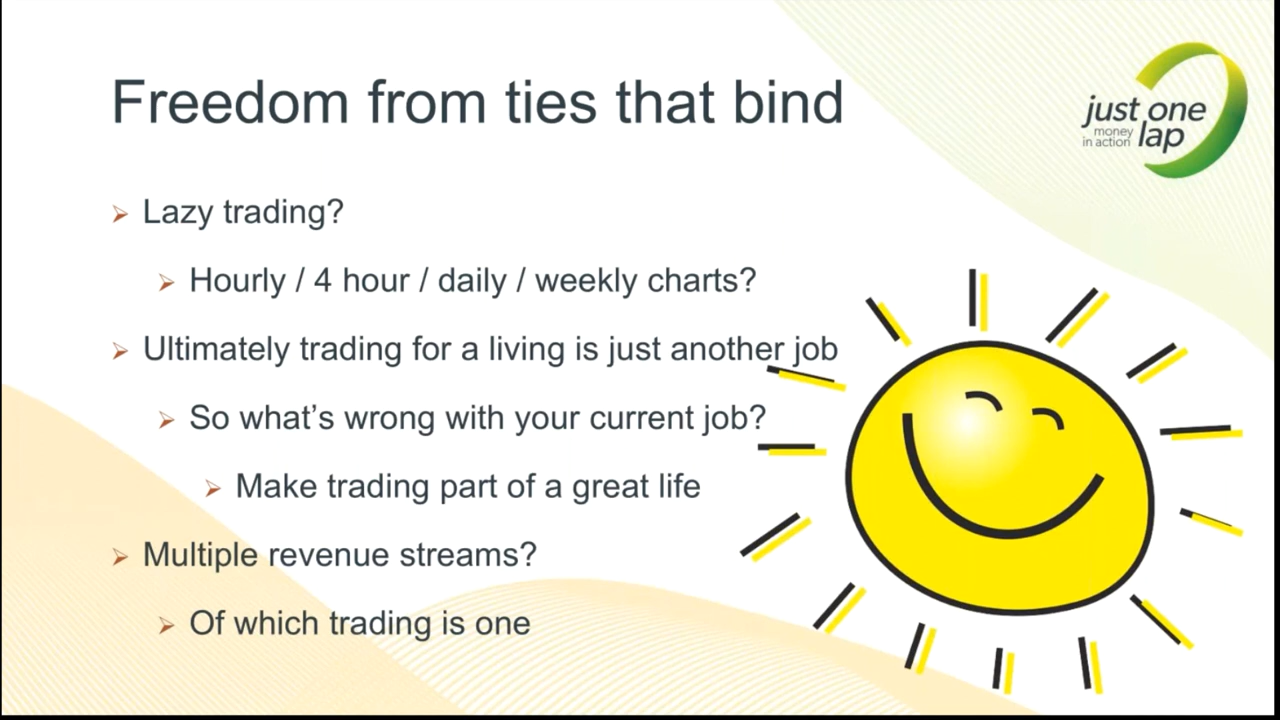 Freedom from ties that bind
just one
money
in action lap
Lazy trading?
Hourly / 4 hour / daily / weekly charts?
Ultimately trading for a living is just another job
So what’s wrong with your current job?
Make trading part of a great life
Multiple revenue streams?
Of which trading is one